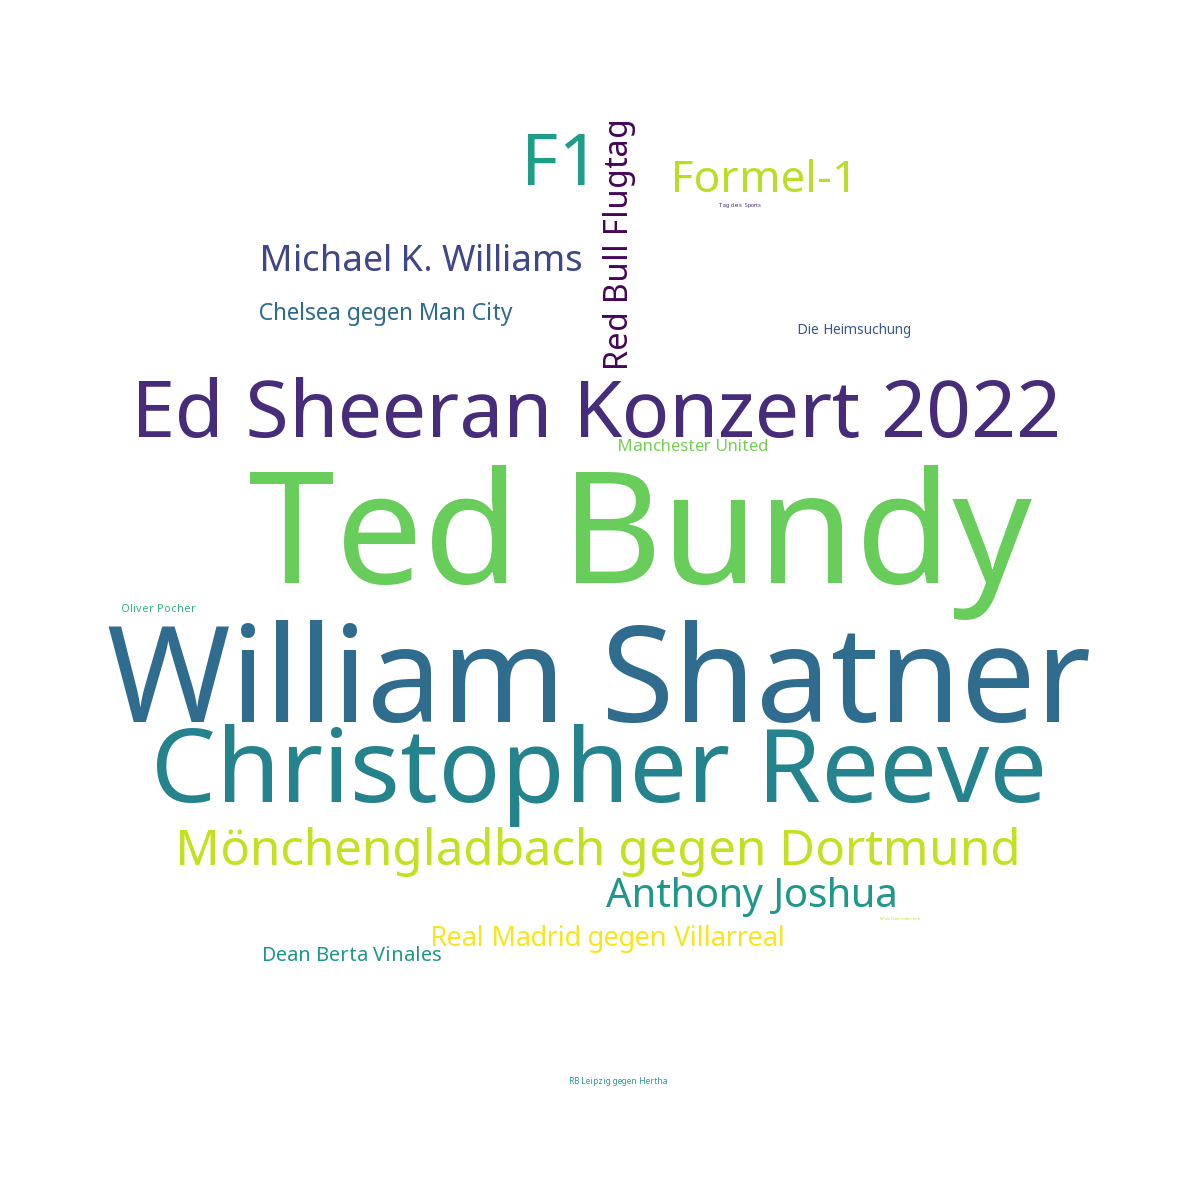 F1
Red Bull Flugtag
Formel-1
Tag des Sports
Michael K. Williams
Chelsea gegen Man City
Die Heimsuchung
Ed Sheeran Konzert 2022
Manchester United
Ted Bundy
Oliver Pocher
William Shatner
Christopher Reeve
Mönchengladbach gegen Dortmund
Anthony Joshua
Real Madrid gegen Villarreal
Dean Berta Vinales
RB Leipzig gegen Hertha